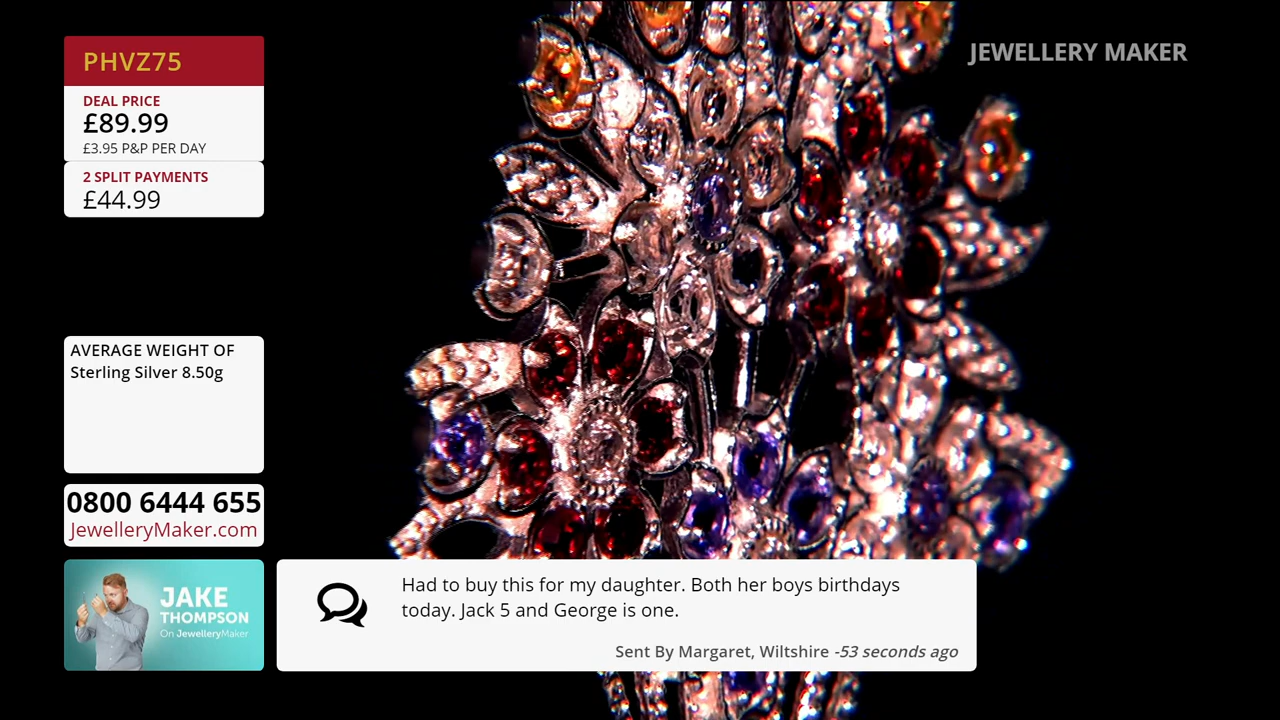 PHVZ75
DEAL PRICE
£89.99
£3.95 P&P PER DAY
2 SPLIT PAYMENTS
£44.99
JEWELLERY MAKER
AVERAGE WEIGHT OF
Sterling Silver 8.50g
0800 6444 655
JewelleryMaker.com
JAKE
THOMPSON
On JewelleryMaker
Had to buy this for my daughter. Both her boys birthdays
today. Jack 5 and George is one.
Sent By Margaret, Wiltshire -53 seconds ago